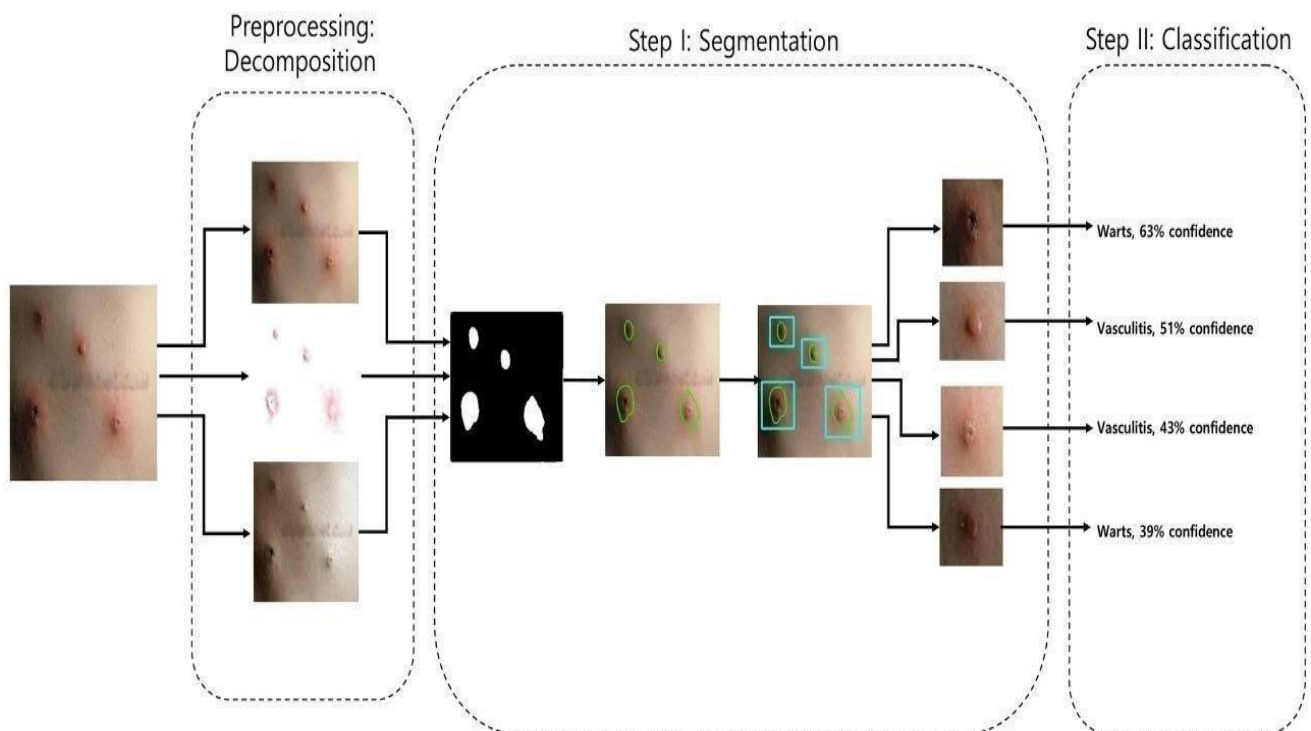 Preprocessing:
Decomposition
Step I: Segmentation
Step II: Classification
Warts, 63% confidence
Vasculitis, 51% confidence
Vasculitis, 43% confidence
Warts, 39% confidence